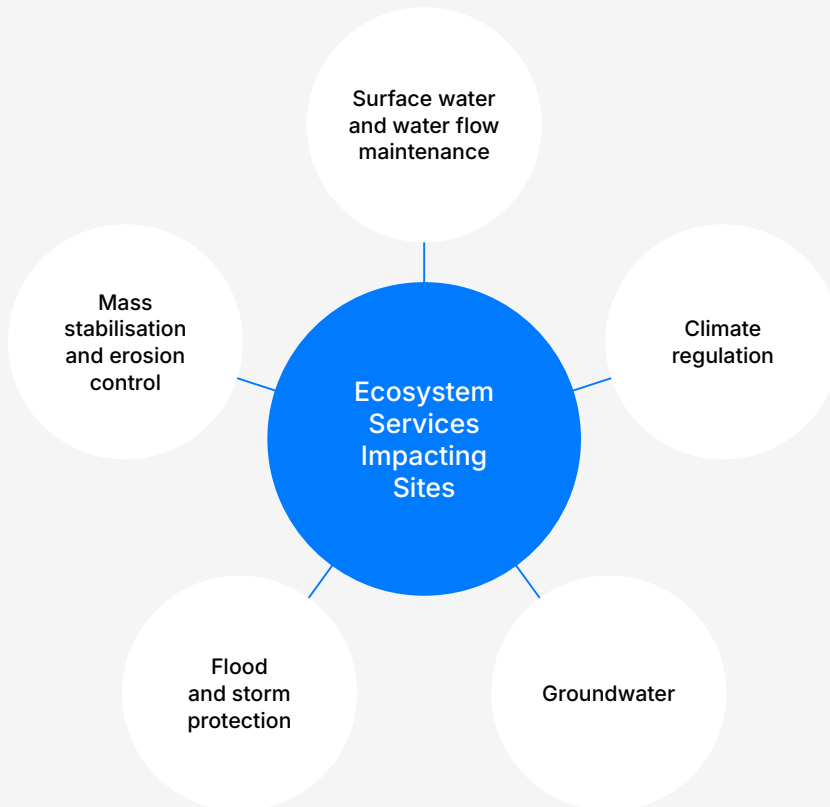 Surface water
and water flow
maintenance
Mass
stabilisation
and erosion
control
Climate
regulation
Ecosystem
Services
Impacting
Sites
Flood
and storm
protection
Groundwater